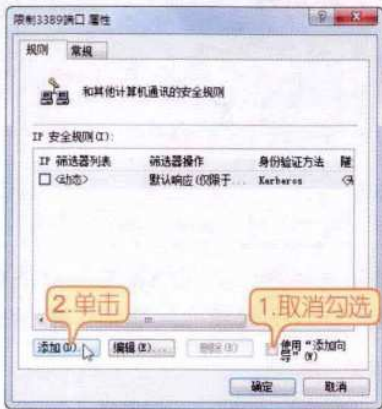 限制3389端口 属性
规则 常规
和其他计算机通讯的安全规则
IP 安全规则(I):
IP 筛选器列表 筛选器操作 身份验证方法 隧
<动态> 默认响应(仅限于... Kerberos <无
2.单击 1.取消勾选
添加(D)... 编辑(E)... 删除(R) 使用“添加向
导”(W)
确定 取消